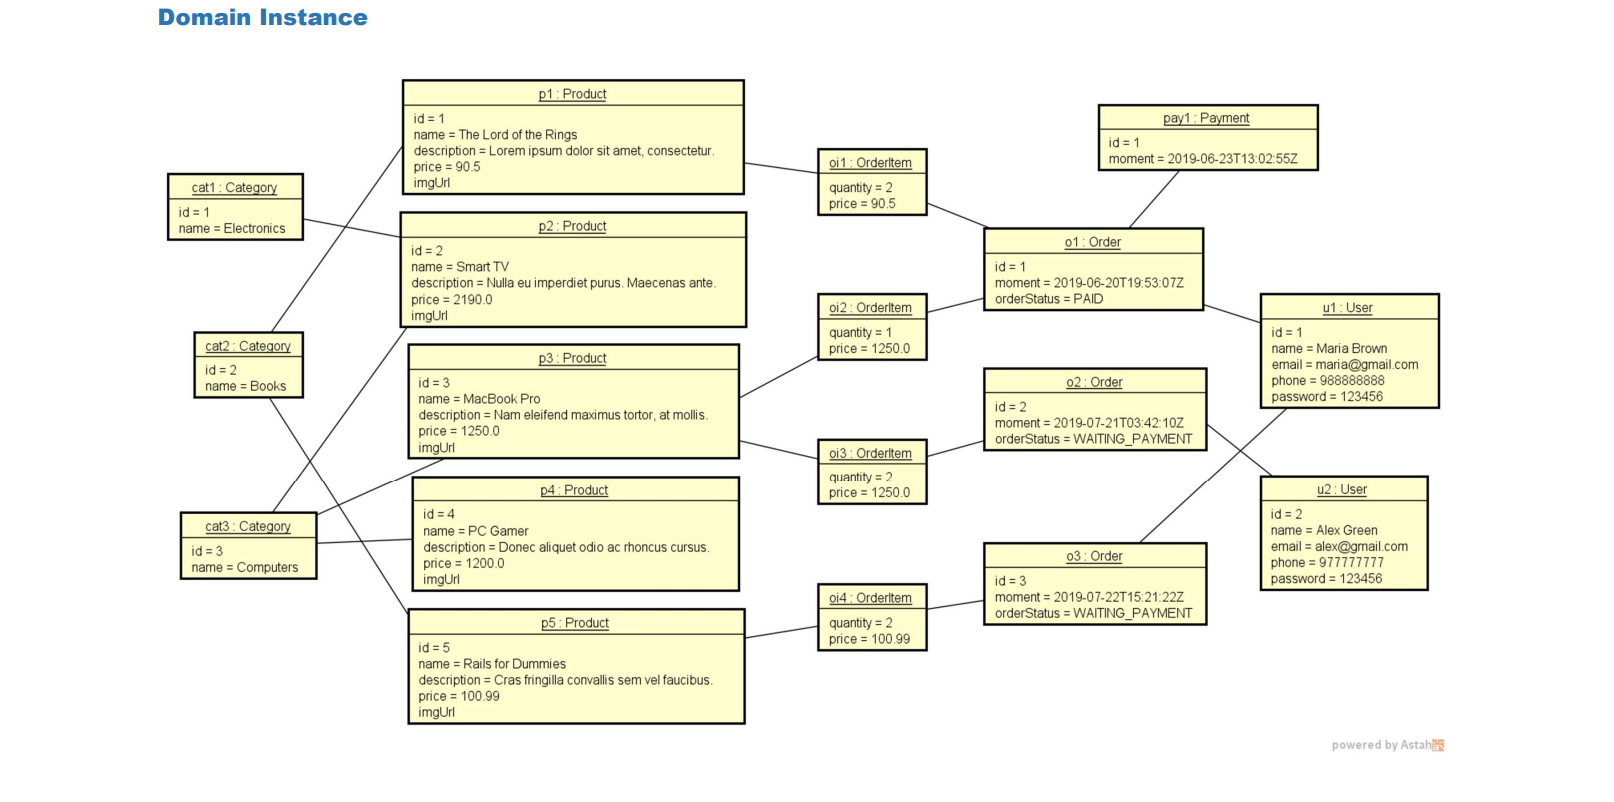 Domain Instance
p1 : Product
id = 1
name = The Lord of the Rings
description = Lorem ipsum dolor sit amet, consectetur.
price = 90.5
imgUrl
pay1 : Payment
id = 1
moment = 2019-06-23T13:02:55Z
oi1 : OrderItem
quantity = 2
price = 90.5
cat1 : Category
id = 1
name = Electronics
p2 : Product
id = 2
name = Smart TV
description = Nulla eu imperdiet purus. Maecenas ante.
price = 2190.0
imgUrl
o1 : Order
id = 1
moment = 2019-06-20T19:53:07Z
orderStatus = PAID
oi2 : OrderItem
quantity = 1
price = 1250.0
u1 : User
id = 1
name = Maria Brown
email = maria@gmail.com
phone = 988888888
password = 123456
cat2 : Category
id = 2
name = Books
p3 : Product
id = 3
name = MacBook Pro
description = Nam eleifend maximus tortor, at mollis.
price = 1250.0
imgUrl
o2 : Order
id = 2
moment = 2019-07-21T03:42:10Z
orderStatus = WAITING_PAYMENT
oi3 : OrderItem
quantity = 2
price = 1250.0
p4 : Product
id = 4
name = PC Gamer
description = Donec aliquet odio ac rhoncus cursus.
price = 1200.0
imgUrl
u2 : User
id = 2
name = Alex Green
email = alex@gmail.com
phone = 977777777
password = 123456
cat3 : Category
id = 3
name = Computers
o3 : Order
id = 3
moment = 2019-07-22T15:21:22Z
orderStatus = WAITING_PAYMENT
oi4 : OrderItem
quantity = 2
price = 100.99
p5 : Product
id = 5
name = Rails for Dummies
description = Cras fringilla convallis sem vel faucibus.
price = 100.99
imgUrl
powered by Astah